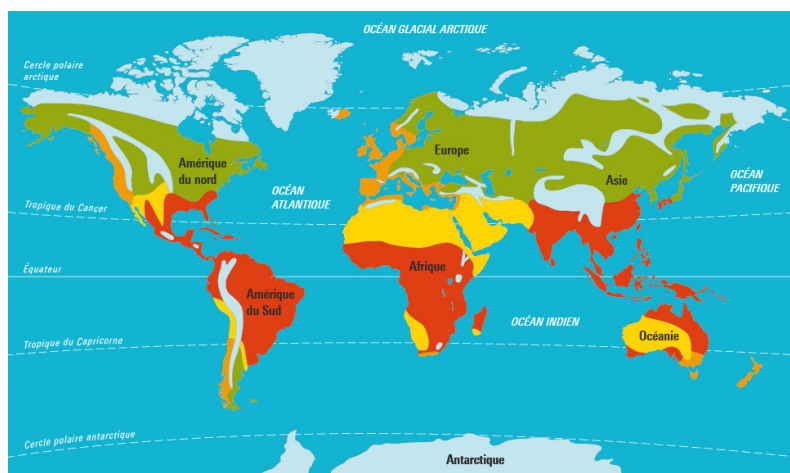 OCÉAN GLACIAL ARCTIQUE
Cercle polaire
arctique
Amérique
du nord
Europe
Asie
OCÉAN
ATLANTIQUE
OCÉAN
PACIFIQUE
Tropique du Cancer
Équateur
Afrique
Amérique
du Sud
OCÉAN INDIEN
Océanie
Tropique du Capricorne
Cercle polaire antarctique
Antarctique